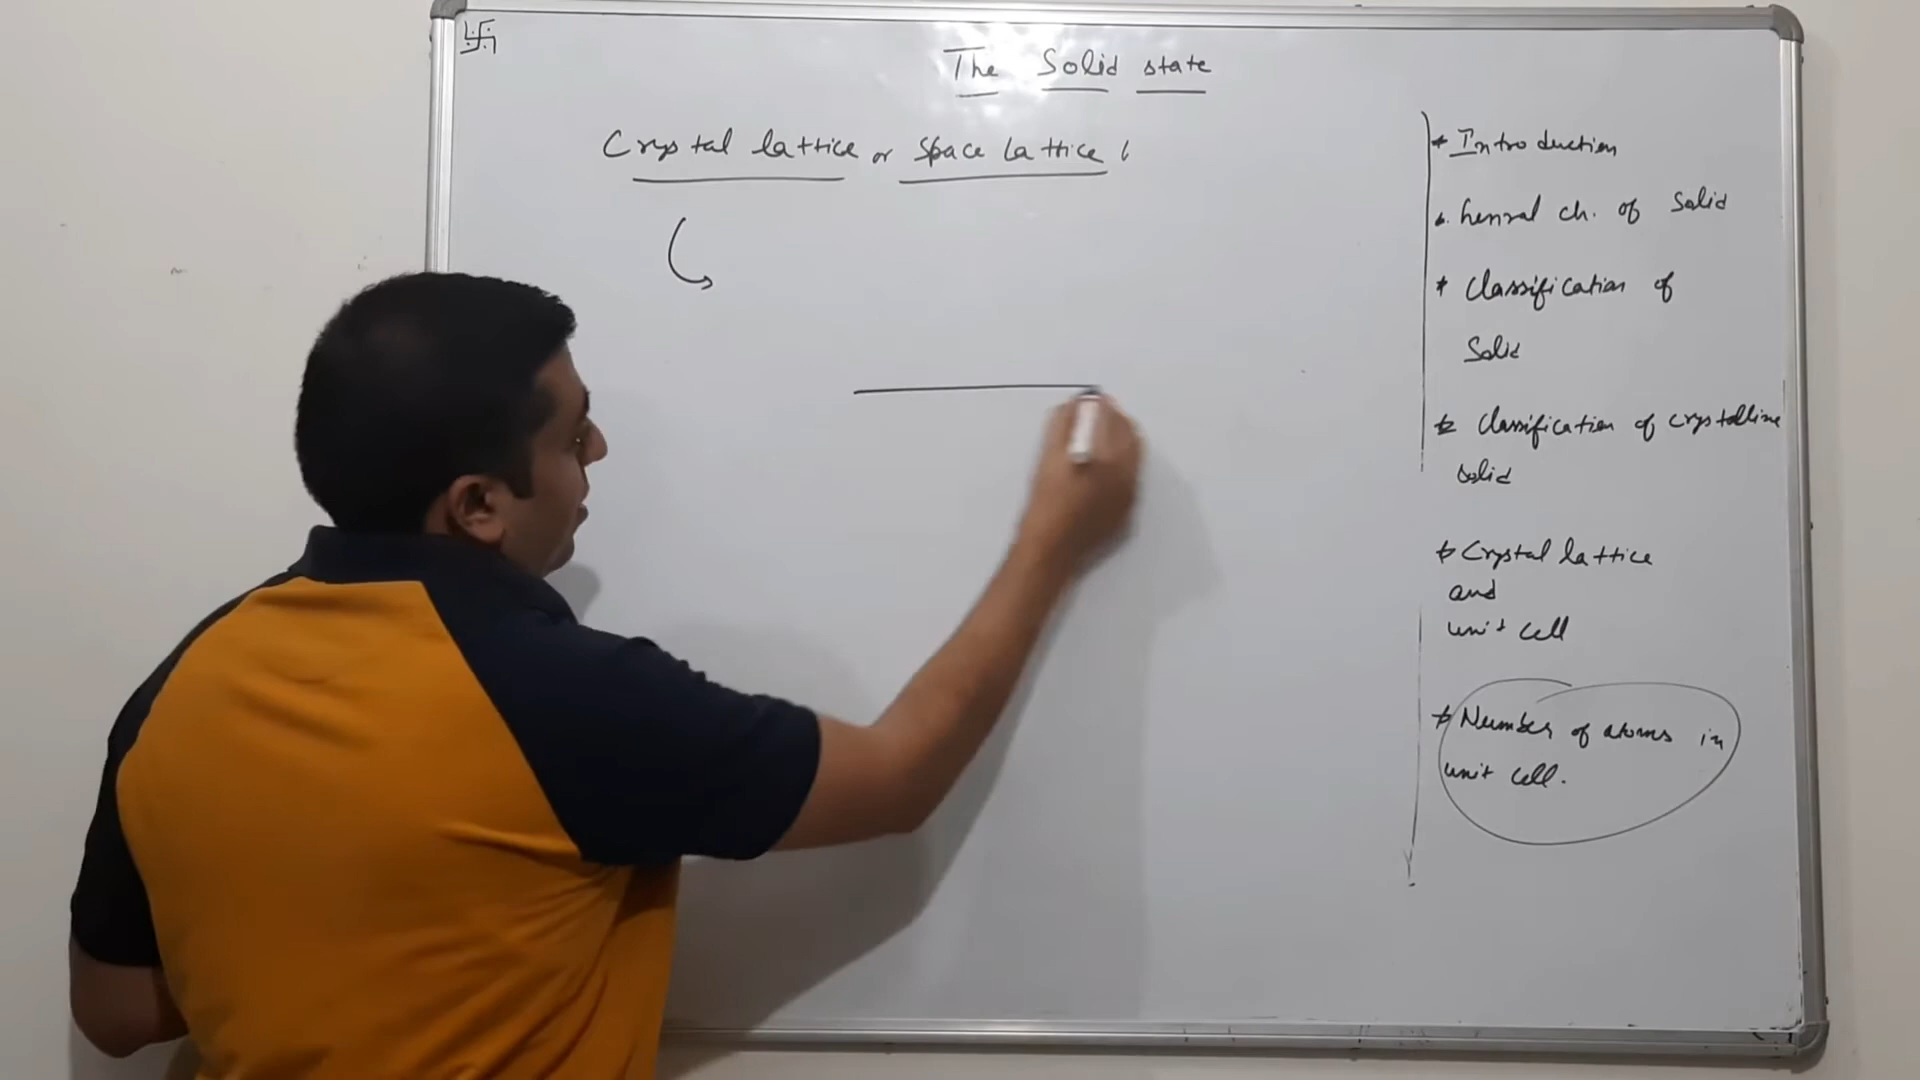 The Solid state
Crystal lattice or Space Lattice
* Introduction
Genral ch. of Solid
* Classification of
Solid
* Classification of crystalline
solid
* Crystal lattice
and
unit cell
* Number of atoms in
unit cell.